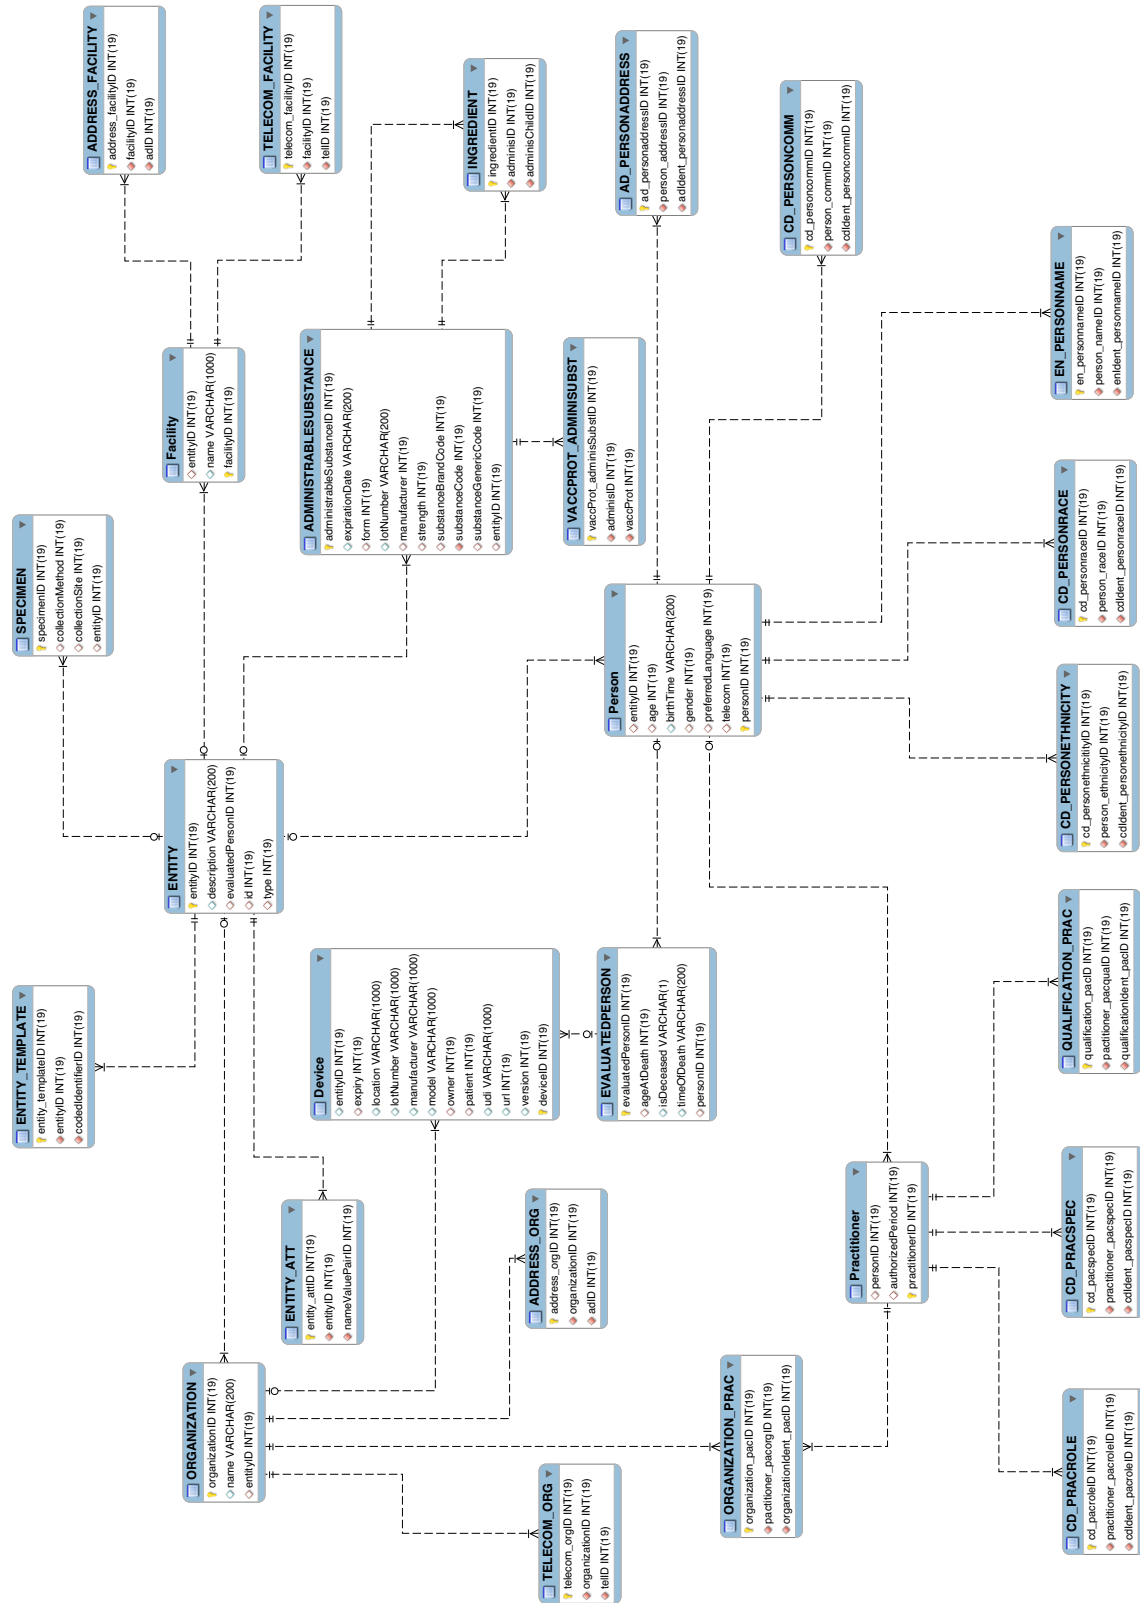 ADDRESS_FACILITY
address_facilityID INT(19)
facilityID INT(19)
adID INT(19)
TELECOM_FACILITY
telecom_facilityID INT(19)
facilityID INT(19)
telID INT(19)
INGREDIENT
ingredientID INT(19)
adminisID INT(19)
adminisChildID INT(19)
AD_PERSONADDRESS
ad_personaddressID INT(19)
person_addressID INT(19)
adIdent_personaddressID INT(19)
CD_PERSONCOMM
cd_personcommID INT(19)
person_commID INT(19)
cdIdent_personcommID INT(19)
EN_PERSONNAME
en_personnameID INT(19)
person_nameID INT(19)
enIdent_personnameID INT(19)
Facility
entityID INT(19)
name VARCHAR(1000)
facilityID INT(19)
ADMINISTRABLESUBSTANCE
administrableSubstanceID INT(19)
expirationDate VARCHAR(200)
form INT(19)
lotNumber VARCHAR(200)
manufacturer INT(19)
strength INT(19)
substanceBrandCode INT(19)
substanceCode INT(19)
substanceGenericCode INT(19)
entityID INT(19)
VACCPROT_ADMINISUBST
vaccProt_adminisSubstID INT(19)
adminisID INT(19)
vaccProt INT(19)
SPECIMEN
specimenID INT(19)
collectionMethod INT(19)
collectionSite INT(19)
entityID INT(19)
Person
entityID INT(19)
age INT(19)
birthTime VARCHAR(200)
gender INT(19)
preferredLanguage INT(19)
telecom INT(19)
personID INT(19)
CD_PERSONRACE
cd_personraceID INT(19)
person_raceID INT(19)
cdIdent_personraceID INT(19)
CD_PERSONETHNICITY
cd_personethnicitityID INT(19)
person_ethnicityID INT(19)
cdIdent_personethnicityID INT(19)
ENTITY
entityID INT(19)
description VARCHAR(200)
evaluatedPersonID INT(19)
id INT(19)
type INT(19)
ENTITY_TEMPLATE
entity_templateID INT(19)
entityID INT(19)
codedIdentifierID INT(19)
Device
entityID INT(19)
expiry INT(19)
location VARCHAR(1000)
lotNumber VARCHAR(1000)
manufacturer VARCHAR(1000)
model VARCHAR(1000)
owner INT(19)
patient INT(19)
udi VARCHAR(1000)
url INT(19)
version INT(19)
deviceID INT(19)
EVALUATEDPERSON
evaluatedPersonID INT(19)
ageAtDeath INT(19)
isDeceased VARCHAR(1)
timeOfDeath VARCHAR(200)
personID INT(19)
QUALIFICATION_PRAC
qualification_pacID INT(19)
pactitioner_pacquaID INT(19)
qualificationIdent_pacID INT(19)
ENTITY_ATT
entity_attID INT(19)
entityID INT(19)
nameValuePairID INT(19)
ADDRESS_ORG
address_orgID INT(19)
organizationID INT(19)
adID INT(19)
Practitioner
personID INT(19)
authorizedPeriod INT(19)
practitionerID INT(19)
CD_PRACSPEC
cd_pacspecID INT(19)
practitioner_pacspecID INT(19)
cdIdent_pacspecID INT(19)
ORGANIZATION
organizationID INT(19)
name VARCHAR(200)
entityID INT(19)
TELECOM_ORG
telecom_orgID INT(19)
organizationID INT(19)
telID INT(19)
ORGANIZATION_PRAC
organization_pacID INT(19)
pactitioner_pacorgID INT(19)
organizationIdent_pacID INT(19)
CD_PRACROLE
cd_pacroleID INT(19)
practitioner_pacroleID INT(19)
cdIdent_pacroleID INT(19)